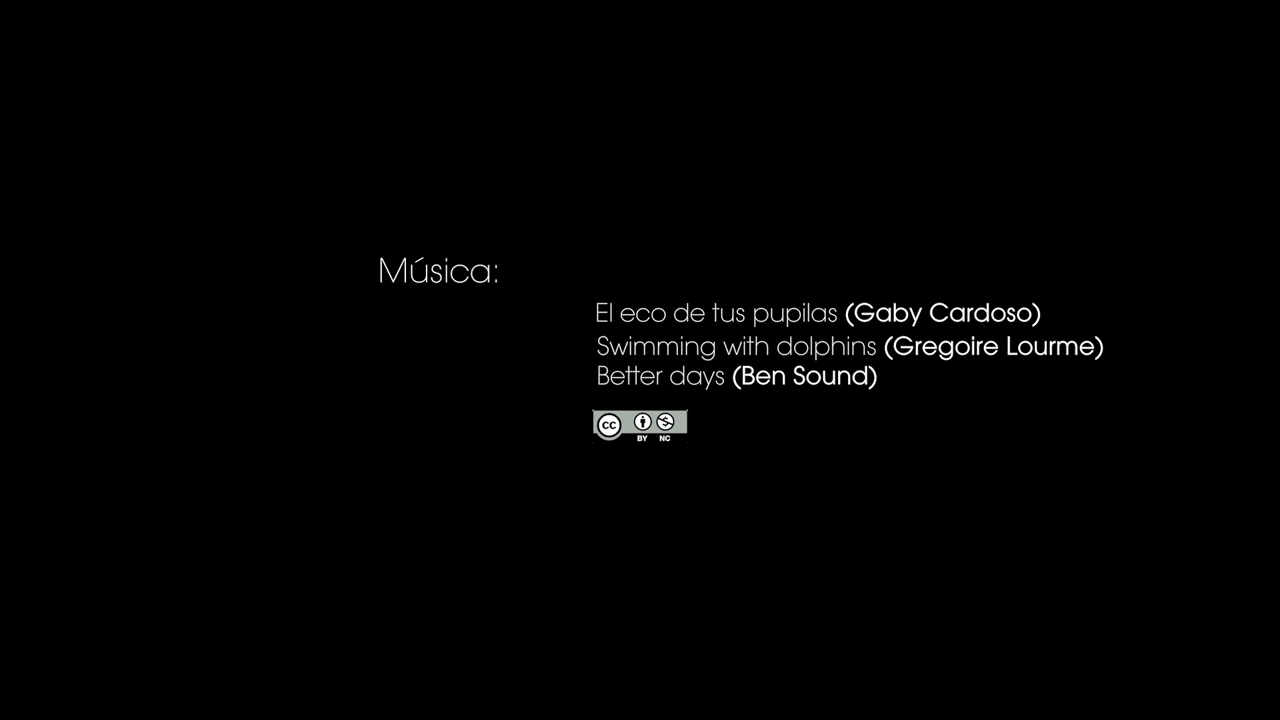 Música:
El eco de tus pupilas (Gaby Cardoso)
Swimming with dolphins (Gregoire Lourme)
Better days (Ben Sound)
CC BY NC